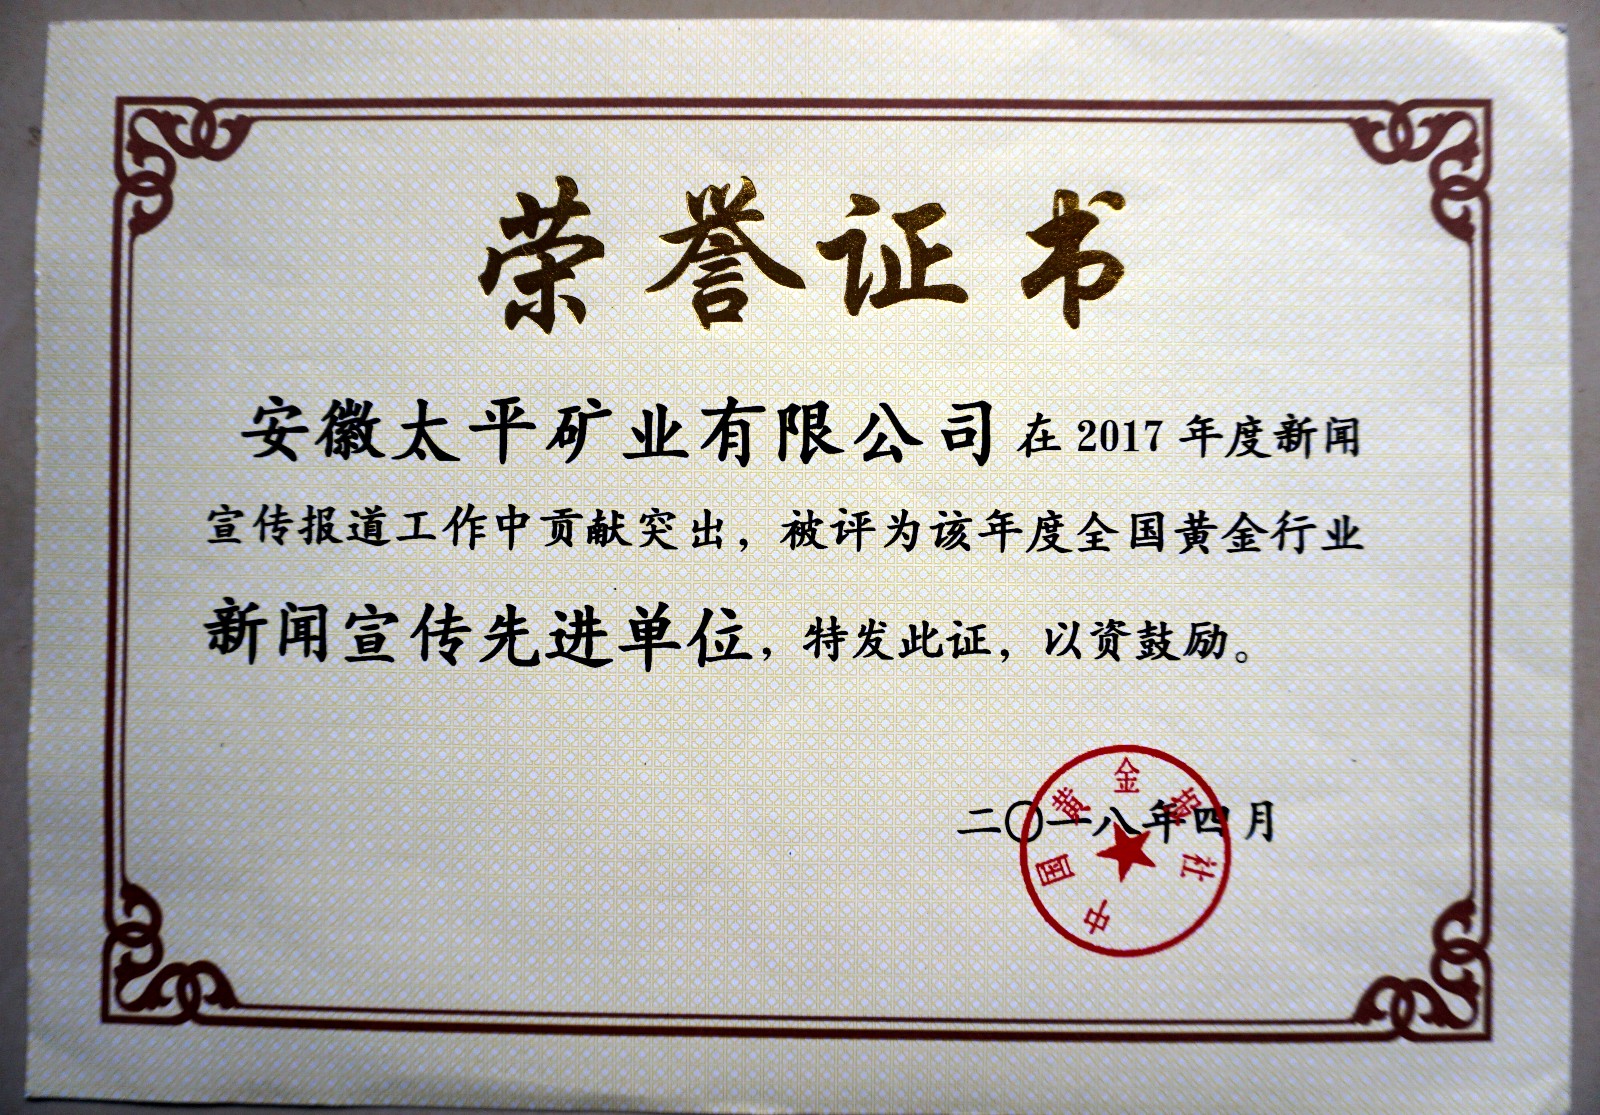 荣誉证书
安徽太平矿业有限公司在2017年度新闻
宣传报道工作中贡献突出，被评为该年度全国黄金行业
新闻宣传先进单位，特发此证，以资鼓励。
二〇一八年四月
中国黄金报社